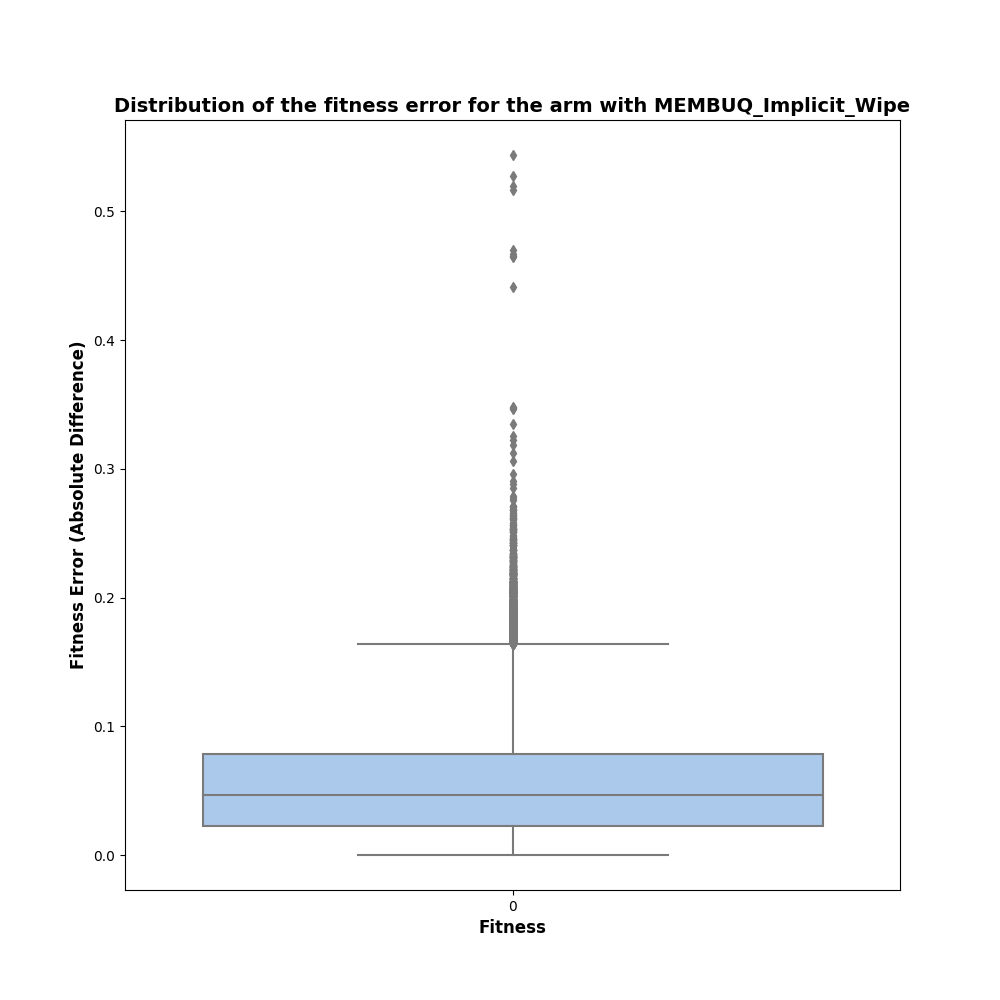 Distribution of the fitness error for the arm with MEMBUQ_Implicit_Wipe
0.5
0.4
0.3
0.2
0.1
0.0
Fitness Error (Absolute Difference)
0
Fitness